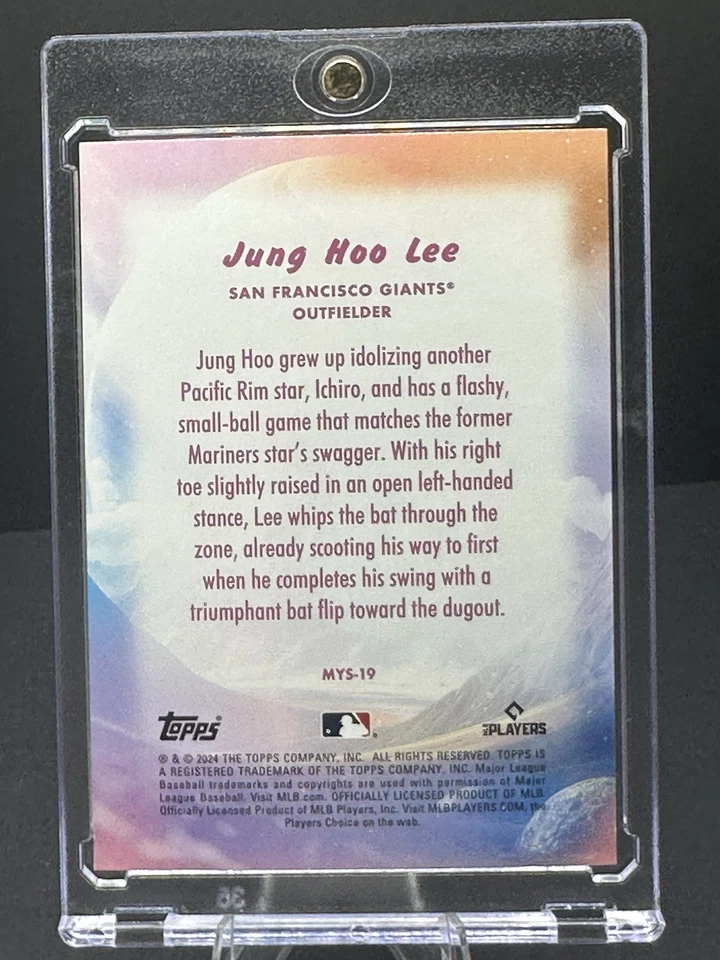 Jung Hoo Lee
SAN FRANCISCO GIANTS®
OUTFIELDER
Jung Hoo grew up idolizing another
Pacific Rim star, Ichiro, and has a flashy,
small-ball game that matches the former
Mariners star's swagger. With his right
toe slightly raised in an open left-handed
stance, Lee whips the bat through the
zone, already scooting his way to first
when he completes his swing with a
triumphant bat flip toward the dugout.
MYS-19
TOPPS®
MLB PLAYERS
® & © 2024 THE TOPPS COMPANY, INC. ALL RIGHTS RESERVED. TOPPS IS
A REGISTERED TRADEMARK OF THE TOPPS COMPANY, INC. Major League
Baseball trademarks and copyrights are used with permission of Major
League Baseball. Visit MLB.com. OFFICIALLY LICENSED PRODUCT OF MLB
Officially Licensed Product of MLB Players, Inc. Visit MLBPLAYERS.COM, the
Players Choice on the web.